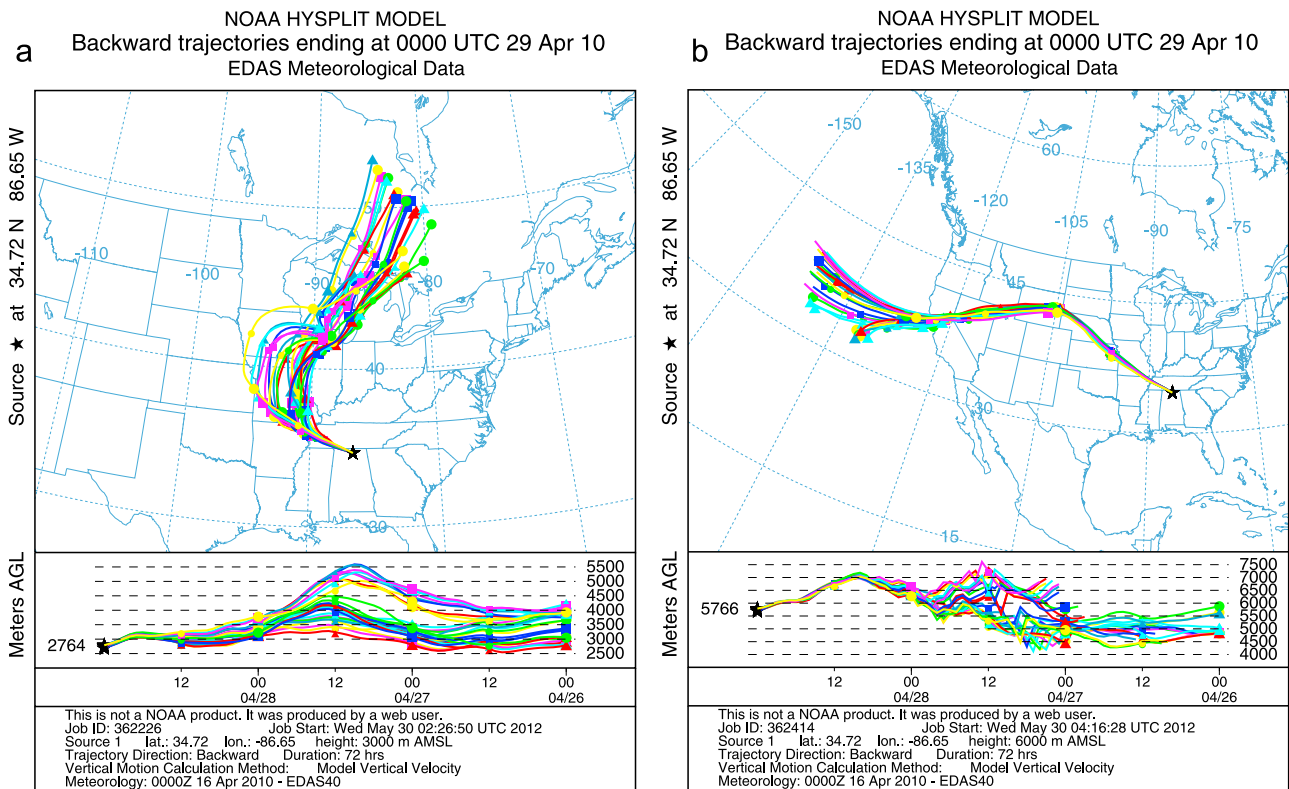 a
NOAA HYSPLIT MODEL
Backward trajectories ending at 0000 UTC 29 Apr 10
EDAS Meteorological Data
Source ★ at 34.72 N 86.65 W
-110
-100
-90
-80
-70
40
30
Meters AGL
2764
5500
5000
4500
4000
3500
3000
2500
12 00 12 00 12 00
04/28 04/27 04/26
This is not a NOAA product. It was produced by a web user.
Job ID: 362226 Job Start: Wed May 30 02:26:50 UTC 2012
Source 1 lat.: 34.72 lon.: -86.65 height: 3000 m AMSL
Trajectory Direction: Backward Duration: 72 hrs
Vertical Motion Calculation Method: Model Vertical Velocity
Meteorology: 0000Z 16 Apr 2010 - EDAS40
b
NOAA HYSPLIT MODEL
Backward trajectories ending at 0000 UTC 29 Apr 10
EDAS Meteorological Data
Source ★ at 34.72 N 86.65 W
-150
-135
-120
-105
-90
-75
60
45
30
15
Meters AGL
5766
7500
7000
6500
6000
5500
5000
4500
4000
12 00 12 00 12 00
04/28 04/27 04/26
This is not a NOAA product. It was produced by a web user.
Job ID: 362414 Job Start: Wed May 30 04:16:28 UTC 2012
Source 1 lat.: 34.72 lon.: -86.65 height: 6000 m AMSL
Trajectory Direction: Backward Duration: 72 hrs
Vertical Motion Calculation Method: Model Vertical Velocity
Meteorology: 0000Z 16 Apr 2010 - EDAS40